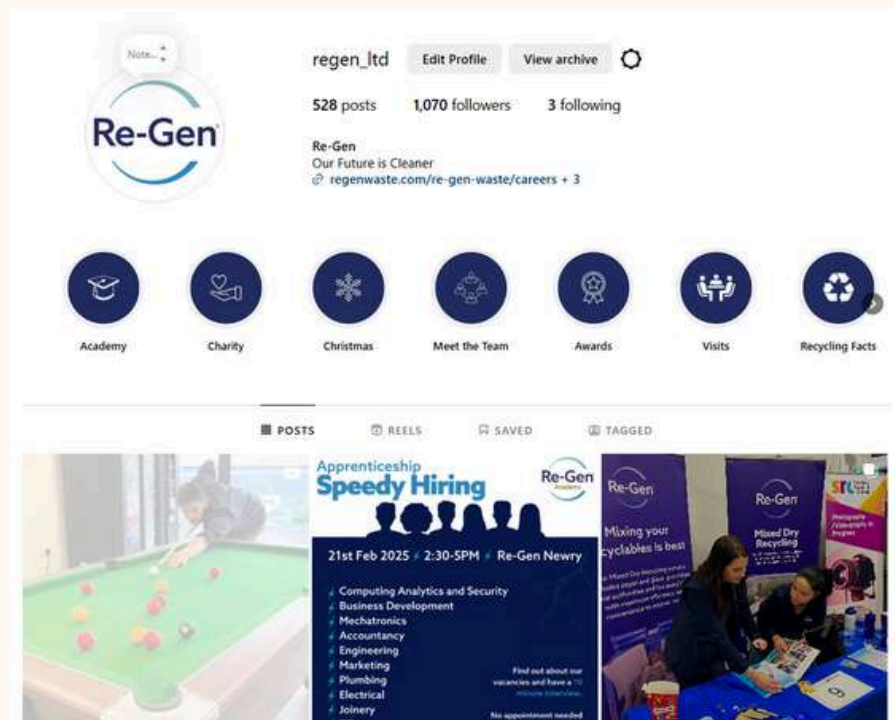 Note...
regen_ltd Edit Profile View archive
528 posts 1,070 followers 3 following
Re-Gen
Re-Gen
Our Future is Cleaner
regenwaste.com/re-gen-waste/careers + 3
Academy Charity Christmas Meet the Team Awards Visits Recycling Facts
POSTS REELS SAVED TAGGED
Apprenticeship
Speedy Hiring
Re-Gen
Academy
21st Feb 2025 2:30-5PM Re-Gen Newry
Computing Analytics and Security
Business Development
Mechatronics
Accountancy
Engineering
Marketing
Plumbing
Electrical
Joinery
Find out about our
vacancies and have a 10
minute interview.
No appointment needed
Re-Gen
Mixing your
cyclables is best
Re-Gen
Mixed Dry
Recycling